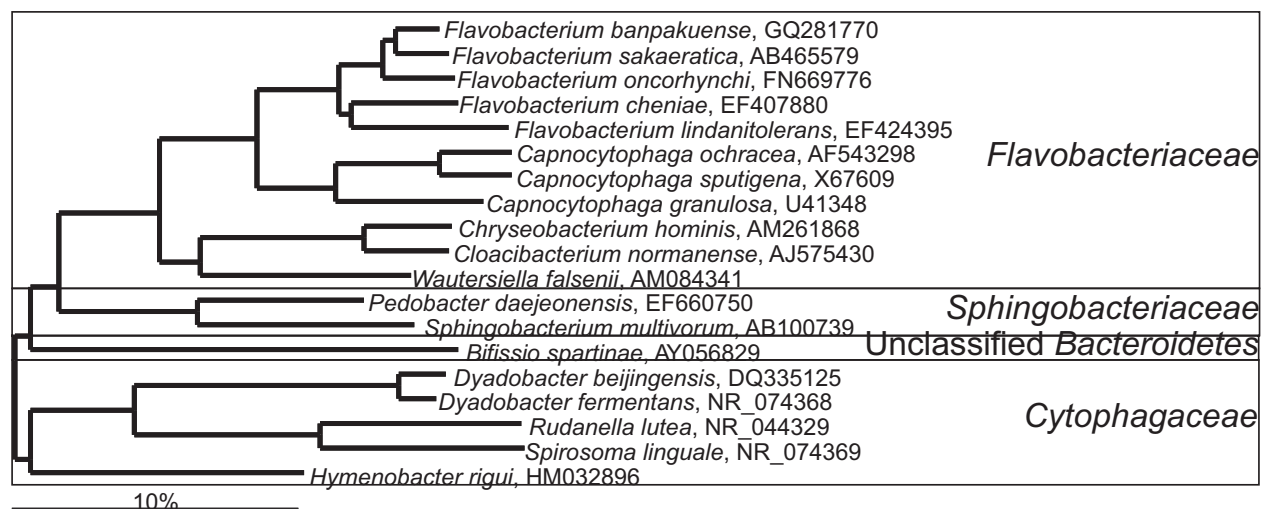 Flavobacterium banpakuense, GQ281770
Flavobacterium sakaeratica, AB465579
Flavobacterium oncorhynchi, FN669776
Flavobacterium cheniae, EF407880
Flavobacterium lindanitolerans, EF424395
Flavobacteriaceae
Capnocytophaga ochracea, AF543298
Capnocytophaga sputigena, X67609
Capnocytophaga granulosa, U41348
Chryseobacterium hominis, AM261868
Cloacibacterium normanense, AJ575430
Wautersiella falsenii, AM084341
Pedobacter daejeonensis, EF660750
Sphingobacteriaceae
Sphingobacterium multivorum, AB100739
Unclassified Bacteroidetes
Bifissio spartinae, AY056829
Dyadobacter beijingensis, DQ335125
Dyadobacter fermentans, NR_074368
Cytophagaceae
Rudanella lutea, NR_044329
Spirosoma linguale, NR_074369
Hymenobacter rigui, HM032896
10%